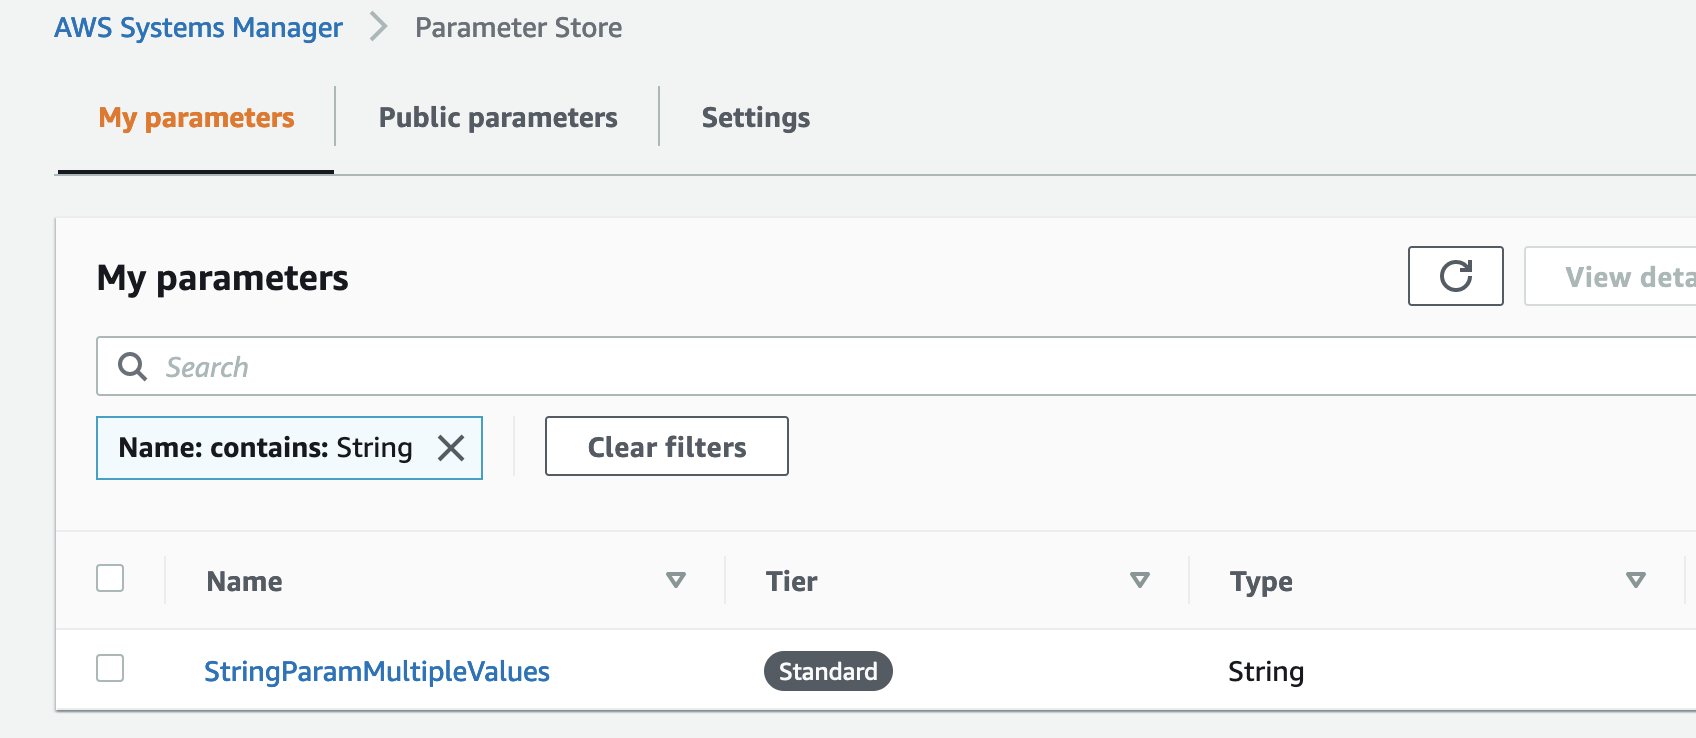 AWS Systems Manager > Parameter Store
My parameters
Public parameters
Settings
My parameters
View deta
Search
Name: contains: String
Clear filters
Name
Tier
Type
StringParamMultipleValues
Standard
String